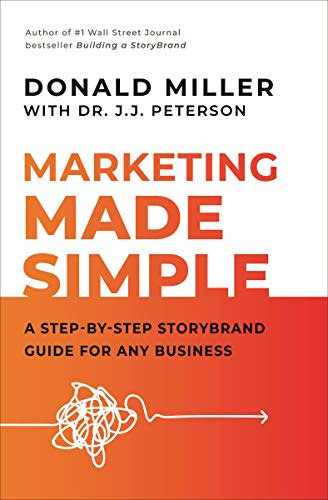 Author of #1 Wall Street Journal
bestseller Building a StoryBrand
DONALD MILLER
WITH DR. J.J. PETERSON
MARKETING
MADE
SIMPLE
A STEP-BY-STEP STORYBRAND
GUIDE FOR ANY BUSINESS